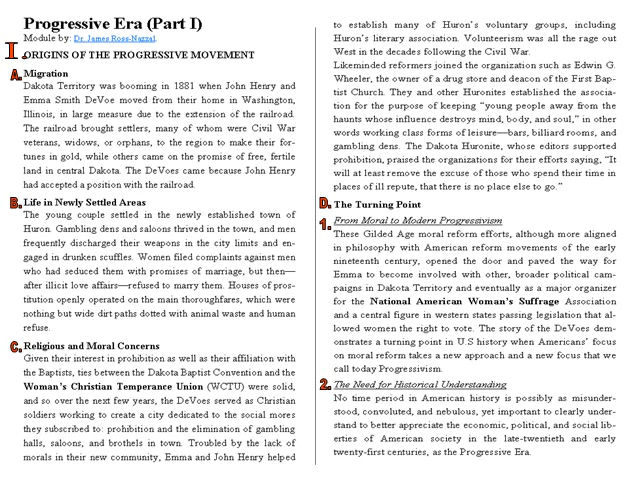 Progressive Era (Part I)
Module by: Dr. James Ross-Nazzal.
I. ORIGINS OF THE PROGRESSIVE MOVEMENT
A. Migration
Dakota Territory was booming in 1881 when John Henry and
Emma Smith DeVoe moved from their home in Washington,
Illinois, in large measure due to the extension of the railroad.
The railroad brought settlers, many of whom were Civil War
veterans, widows, or orphans, to the region to make their for-
tunes in gold, while others came on the promise of free, fertile
land in central Dakota. The DeVoes came because John Henry
had accepted a position with the railroad.
B. Life in Newly Settled Areas
The young couple settled in the newly established town of
Huron. Gambling dens and saloons thrived in the town, and men
frequently discharged their weapons in the city limits and en-
gaged in drunken scuffles. Women filed complaints against men
who had seduced them with promises of marriage, but then—
after illicit love affairs—refused to marry them. Houses of pros-
titution openly operated on the main thoroughfares, which were
nothing but wide dirt paths dotted with animal waste and human
refuse.
C. Religious and Moral Concerns
Given their interest in prohibition as well as their affiliation with
the Baptists, ties between the Dakota Baptist Convention and the
Woman's Christian Temperance Union (WCTU) were solid,
and so over the next few years, the DeVoes served as Christian
soldiers working to create a city dedicated to the social mores
they subscribed to: prohibition and the elimination of gambling
halls, saloons, and brothels in town. Troubled by the lack of
morals in their new community, Emma and John Henry helped
to establish many of Huron's voluntary groups, including
Huron's literary association. Volunteerism was all the rage out
West in the decades following the Civil War.
Likeminded reformers joined the organization such as Edwin G.
Wheeler, the owner of a drug store and deacon of the First Bap-
tist Church. They and other Huronites established the associa-
tion for the purpose of keeping “young people away from the
haunts whose influence destroys mind, body, and soul,” in other
words working class forms of leisure—bars, billiard rooms, and
gambling dens. The Dakota Huronite, whose editors supported
prohibition, praised the organizations for their efforts saying, “It
will at least remove the excuse of those who spend their time in
places of ill repute, that there is no place else to go.”
D. The Turning Point
1. From Moral to Modern Progressivism
These Gilded Age moral reform efforts, although more aligned
in philosophy with American reform movements of the early
nineteenth century, opened the door and paved the way for
Emma to become involved with other, broader political cam-
paigns in Dakota Territory and eventually as a major organizer
for the National American Woman's Suffrage Association
and a central figure in western states passing legislation that al-
lowed women the right to vote. The story of the DeVoes dem-
onstrates a turning point in U.S history when Americans' focus
on moral reform takes a new approach and a new focus that we
call today Progressivism.
2. The Need for Historical Understanding
No time period in American history is possibly as misunder-
stood, convoluted, and nebulous, yet important to clearly under-
stand to better appreciate the economic, political, and social lib-
erties of American society in the late-twentieth and early
twenty-first centuries, as the Progressive Era.